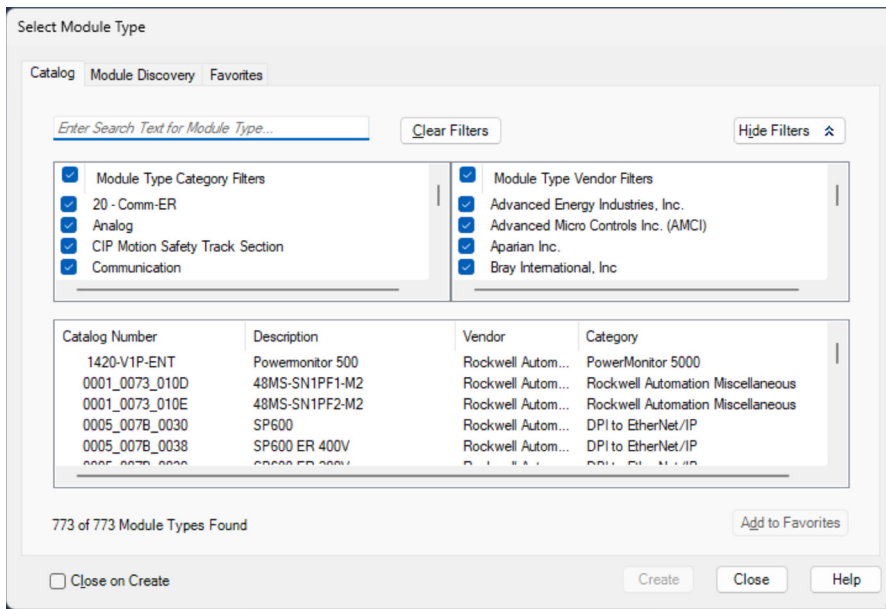 Select Module Type
Catalog Module Discovery Favorites
Enter Search Text for Module Type...
Clear Filters
Hide Filters
Module Type Category Filters
20 - Comm-ER
Analog
CIP Motion Safety Track Section
Communication
Module Type Vendor Filters
Advanced Energy Industries, Inc.
Advanced Micro Controls Inc. (AMCI)
Aparian Inc.
Bray International, Inc
Catalog Number Description Vendor Category
1420-V1P-ENT Powermonitor 500 Rockwell Autom... PowerMonitor 5000
0001_0073_010D 48MS-SN1PF1-M2 Rockwell Autom... Rockwell Automation Miscellaneous
0001_0073_010E 48MS-SN1PF2-M2 Rockwell Autom... Rockwell Automation Miscellaneous
0005_007B_0030 SP600 Rockwell Autom... DPI to EtherNet/IP
0005_007B_0038 SP600 ER 400V Rockwell Autom... DPI to EtherNet/IP
773 of 773 Module Types Found
Add to Favorites
Close on Create
Create
Close
Help